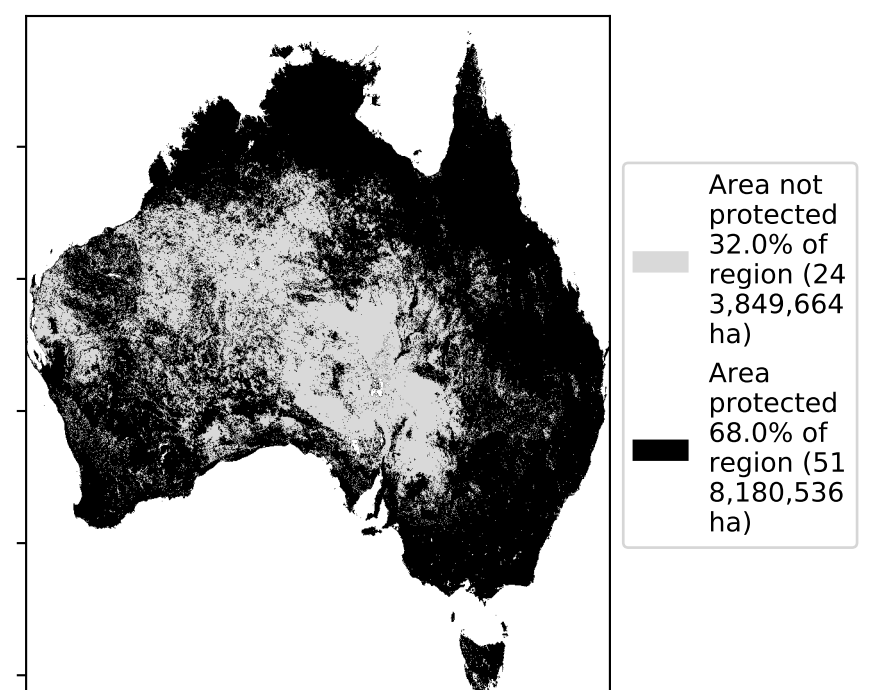 Area not
protected
32.0% of
region (24
3,849,664
ha)
Area
protected
68.0% of
region (51
8,180,536
ha)